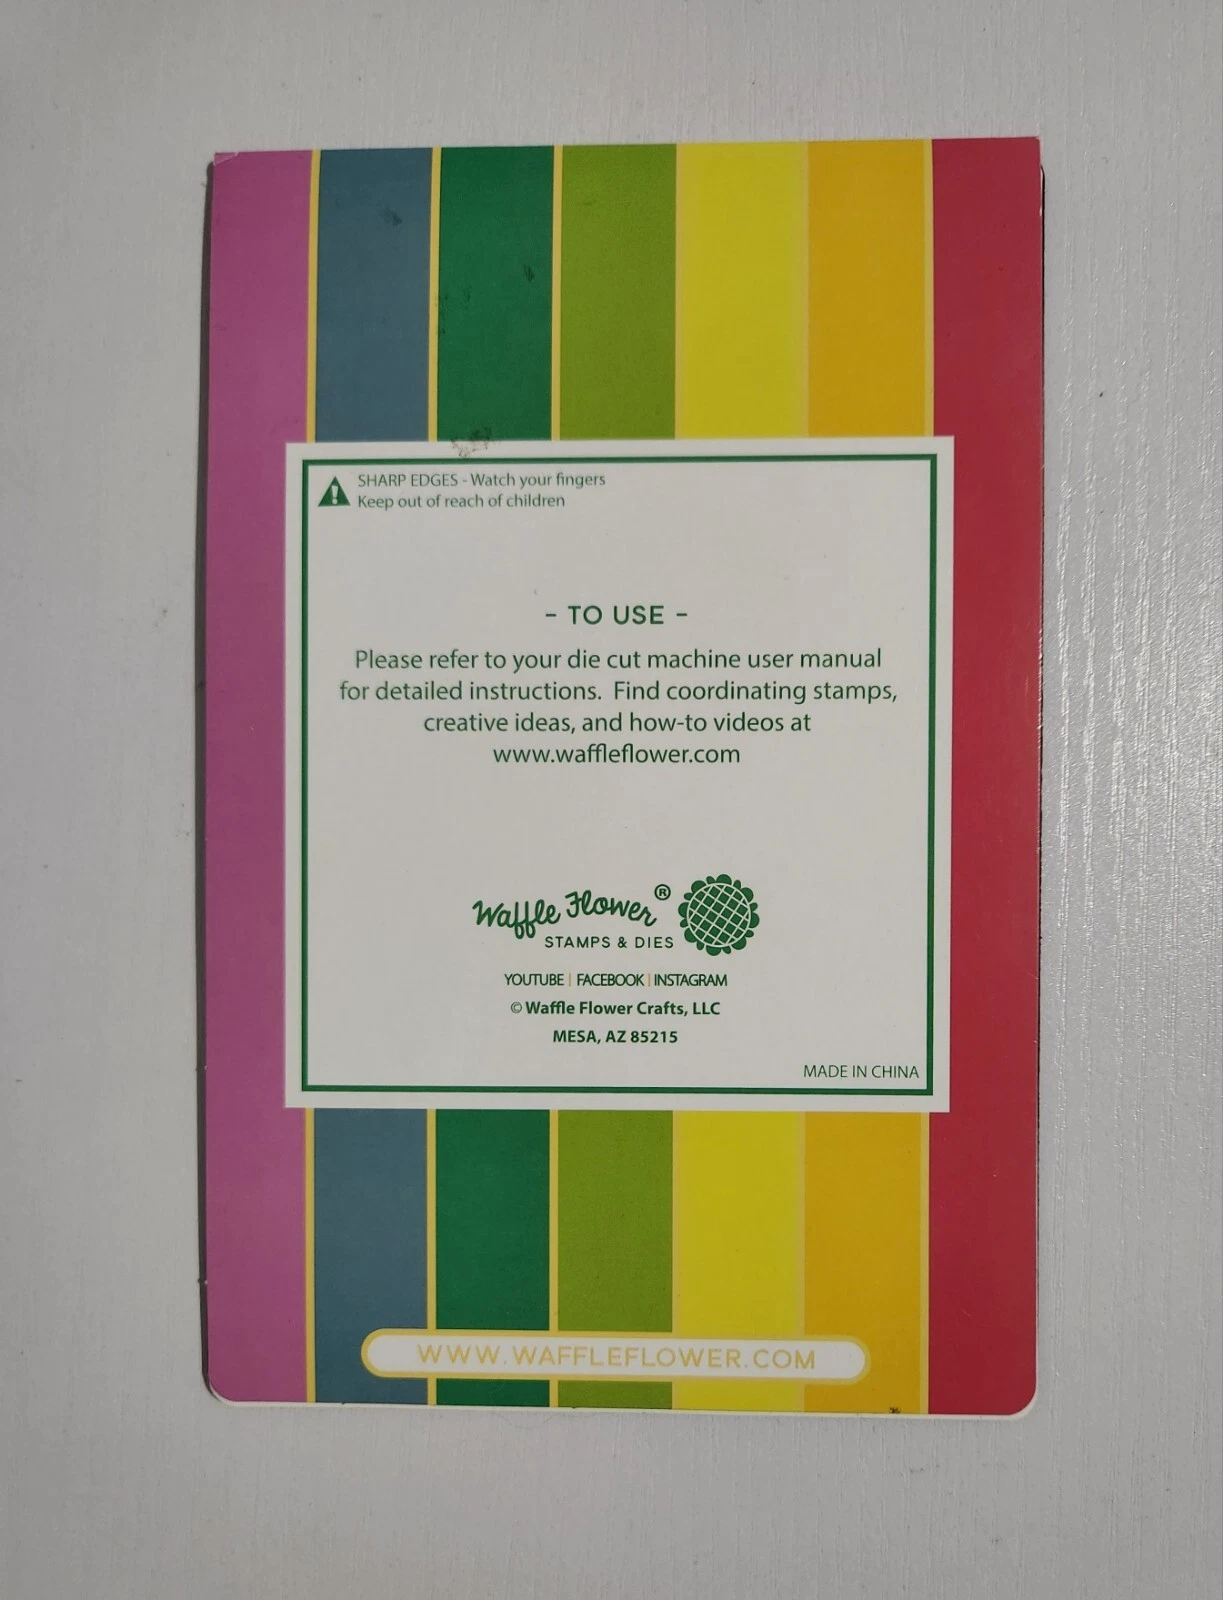 SHARP EDGES - Watch your fingers
Keep out of reach of children
- TO USE -
Please refer to your die cut machine user manual
for detailed instructions. Find coordinating stamps,
creative ideas, and how-to videos at
www.waffleflower.com
Waffle Flower®
STAMPS & DIES
YOUTUBE | FACEBOOK | INSTAGRAM
© Waffle Flower Crafts, LLC
MESA, AZ 85215
MADE IN CHINA
WWW.WAFFLEFLOWER.COM